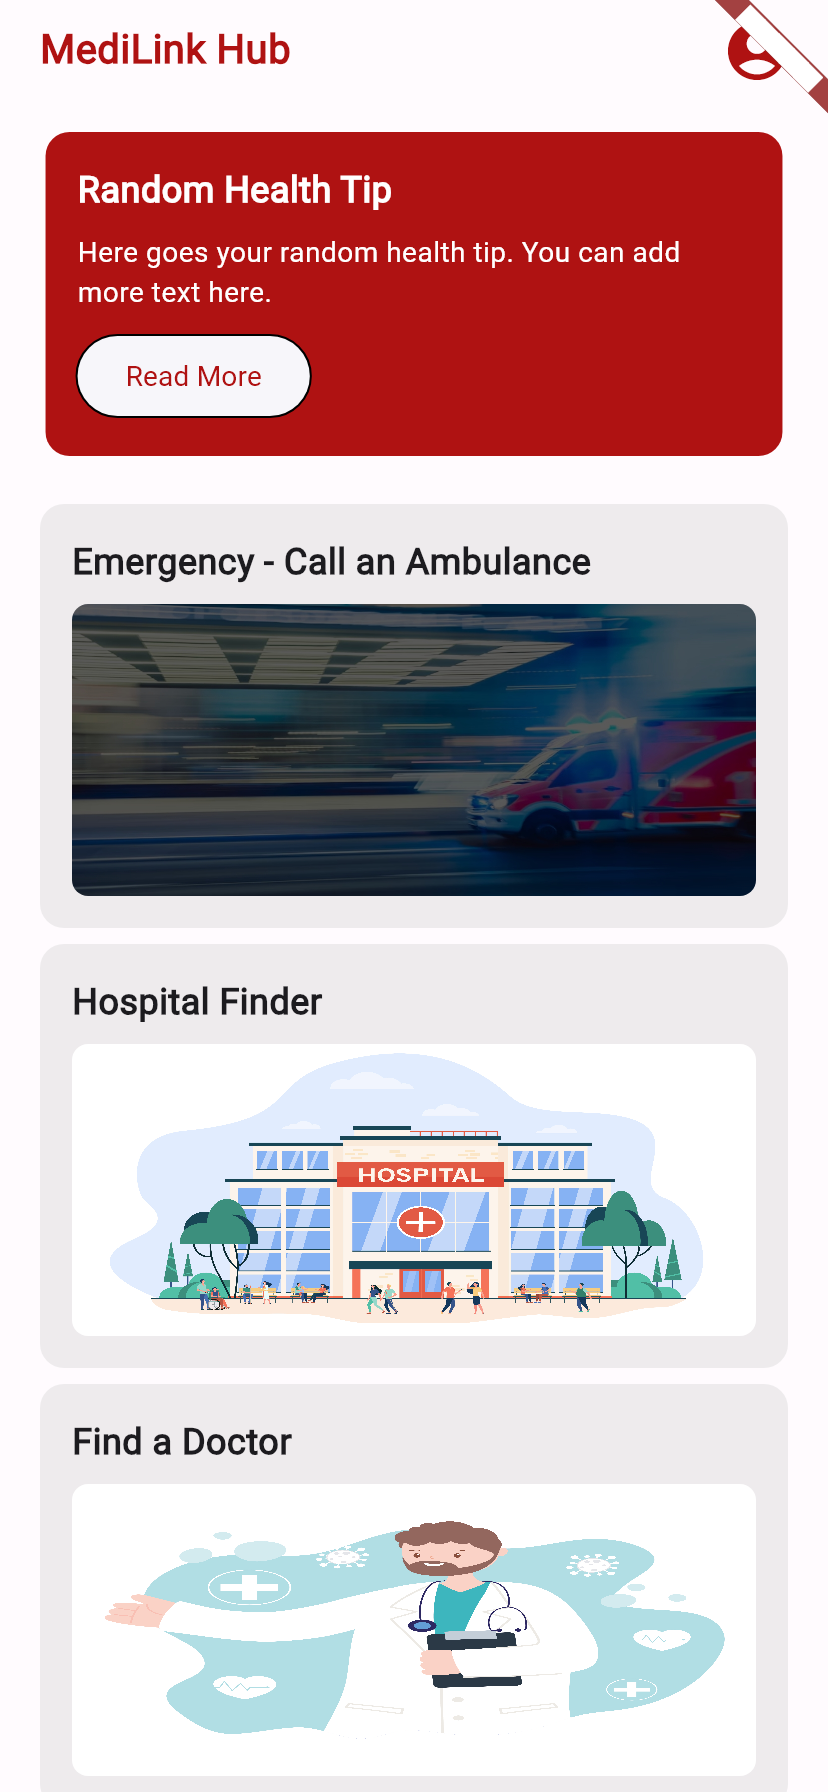 MediLink Hub
Random Health Tip
Here goes your random health tip. You can add
more text here.
Read More
Emergency - Call an Ambulance
Hospital Finder
HOSPITAL
Find a Doctor